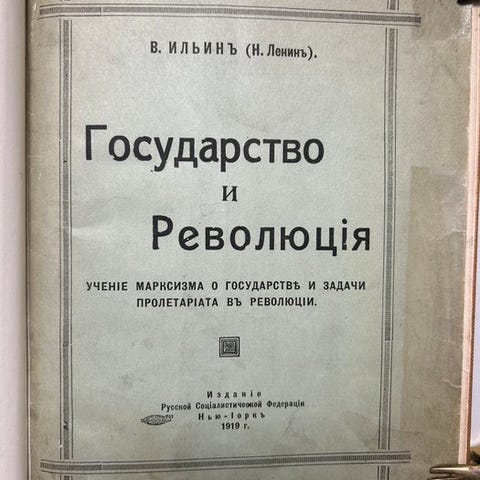 В. ИЛЬИНЪ (Н. Ленинъ).
Государство
и
Революція
УЧЕНІЕ МАРКСИЗМА О ГОСУДАРСТВѢ И ЗАДАЧИ
ПРОЛЕТАРІАТА ВЪ РЕВОЛЮЦІИ.
Изданіе
Русской Соціалистической Федераціи
Нью-Іоркъ
1919 г.